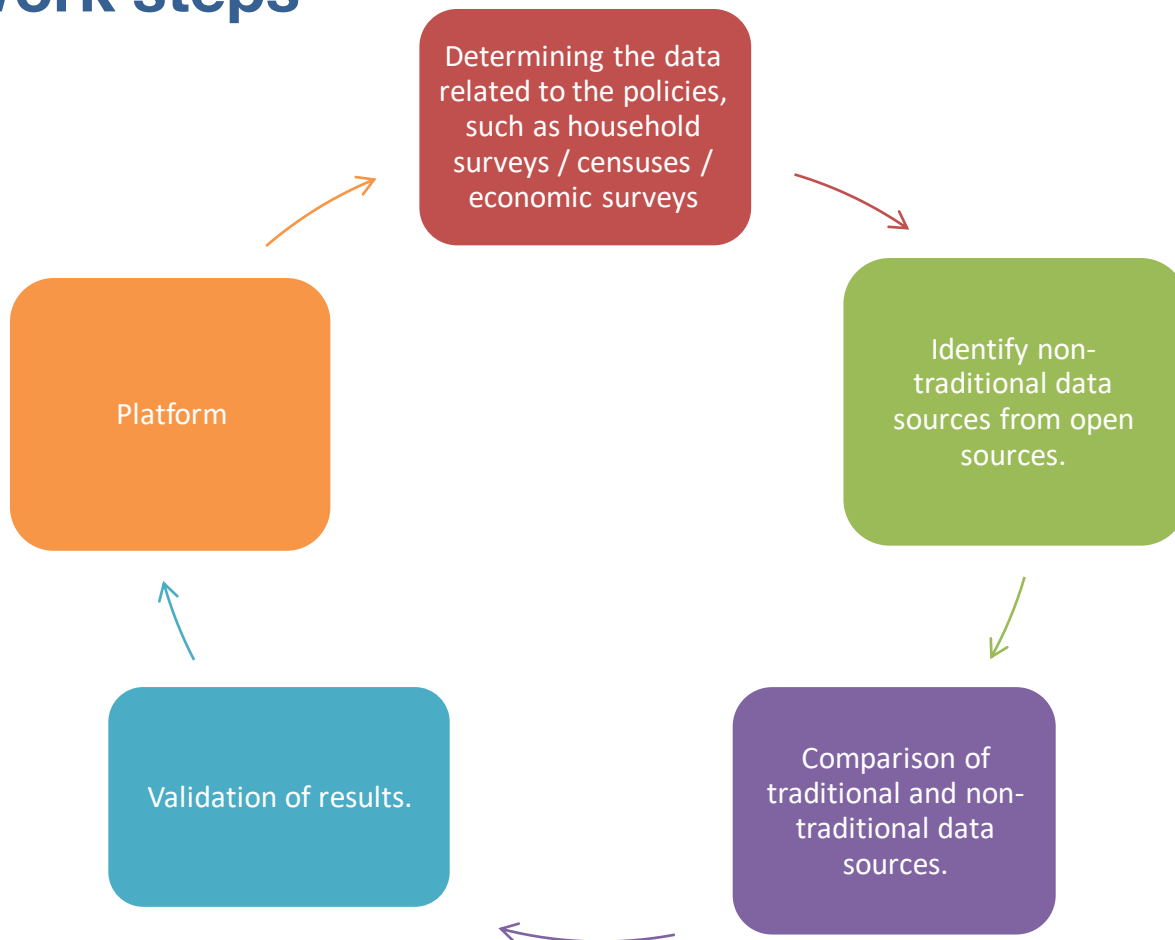 work steps
Determining the data
related to the policies,
such as household
surveys / censuses /
economic surveys
Identify non-
traditional data
sources from open
sources.
Comparison of
traditional and non-
traditional data
sources.
Validation of results.
Platform